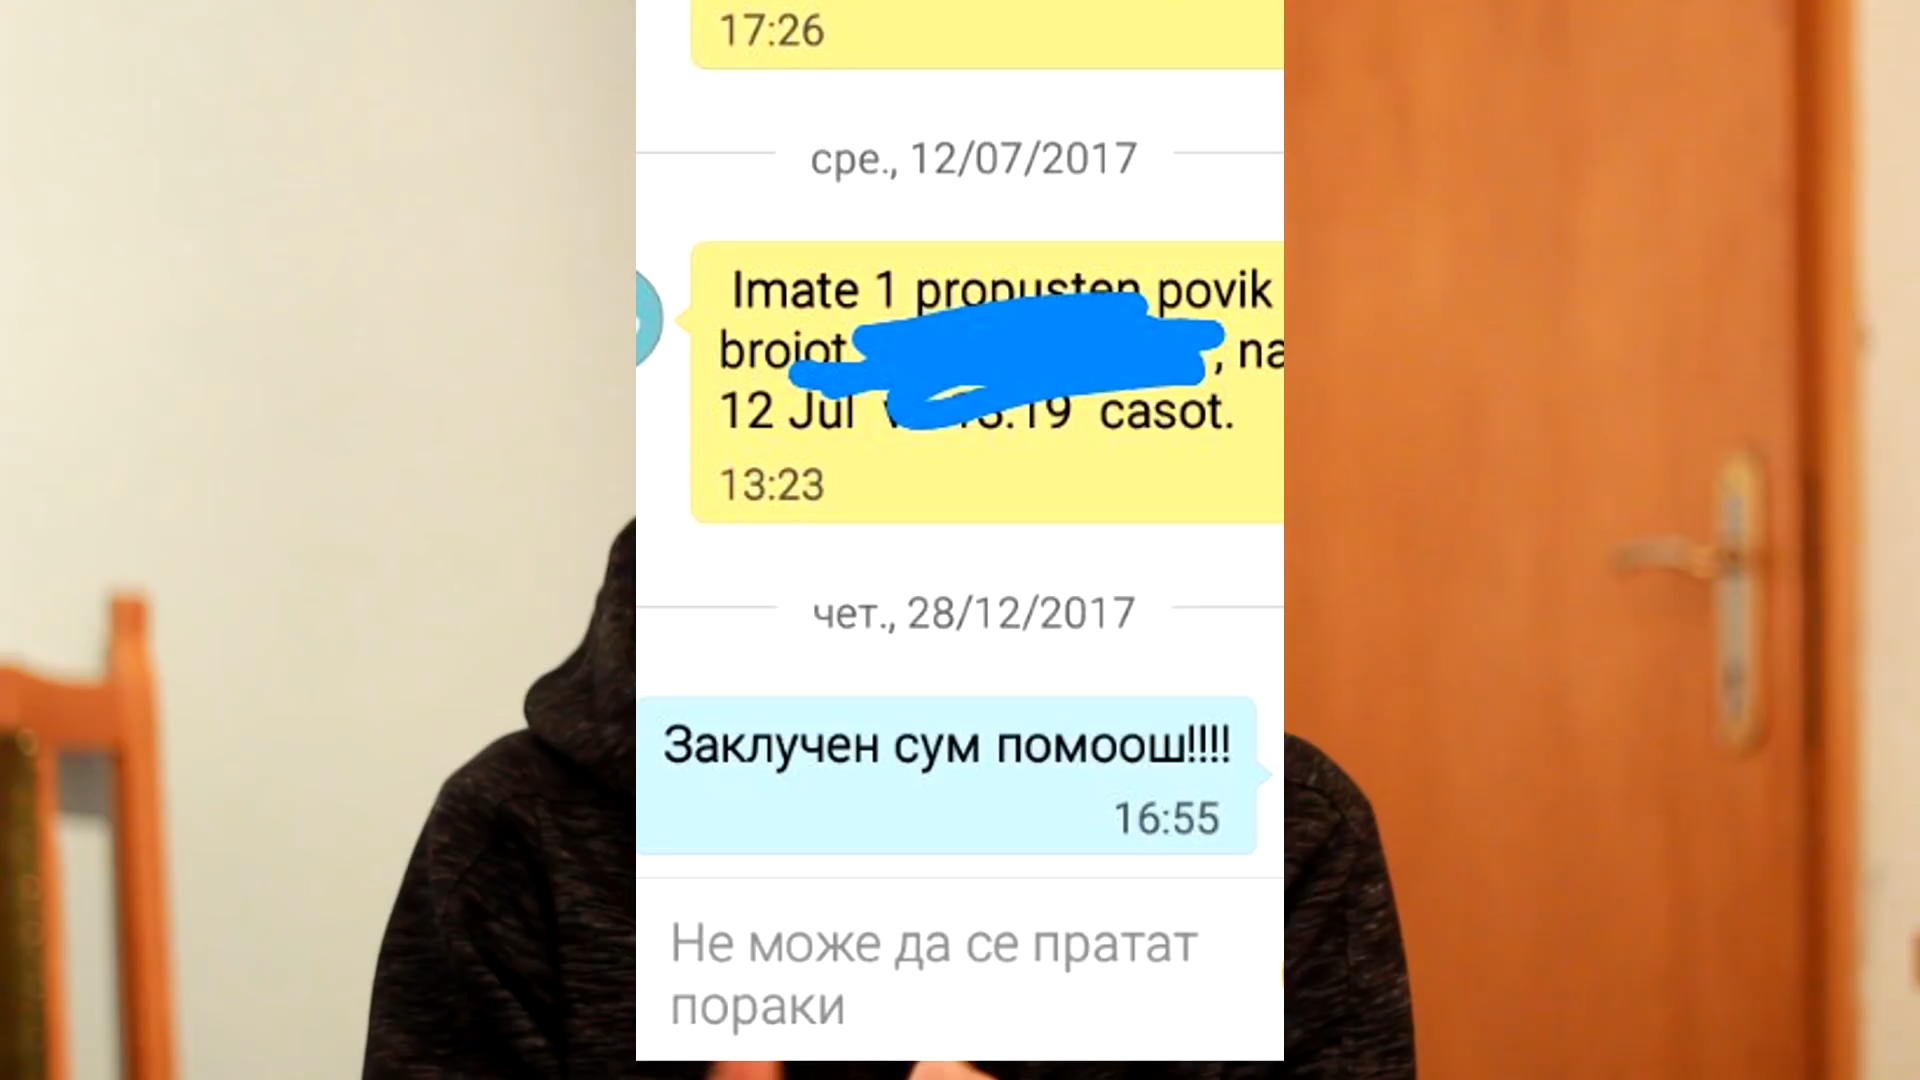 17:26
сре., 12/07/2017
Imate 1 propusten povik
brojot , na
12 Jul .19 casot.
13:23
чет., 28/12/2017
Заклучен сум помоош!!!!
16:55
Не може да се пратат
пораки